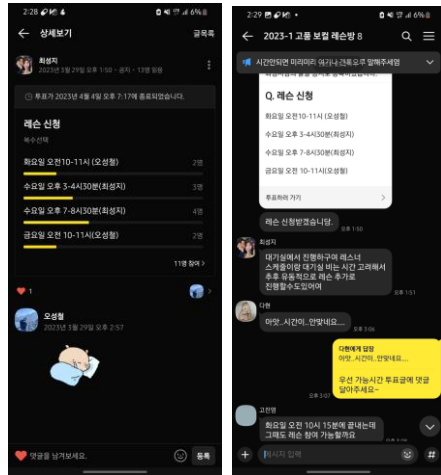 2:28
6%
상세보기
글목록
최성지
2023년 3월 29일 오후 1:50 - 공지 - 13명 읽음
투표가 2023년 4월 4일 오후 7:17에 종료되었습니다.
레슨 신청
복수선택
화요일 오전10-11시 (오성철)
2명
수요일 오후 3-4시30분(최성지)
3명
수요일 오후 7-8시30분(최성지)
4명
금요일 오전 10-11시(오성철)
2명
11명 참여 >
1
오성철
2023년 3월 29일 오후 2:57
댓글을 남겨보세요.
등록
2:29
6%
2023-1 고풀 보컬 레슨방 8
시간안되면 미리미리 여기나 간톡으로 말해주세염
Q. 레슨 신청
화요일 오전10-11시 (오성철)
수요일 오후 3-4시30분(최성지)
수요일 오후 7-8시30분(최성지)
금요일 오전 10-11시(오성철)
투표하러 가기
레슨 신청받겠습니당.
오후 1:50
최성지
대기실에서 진행하구이 레스너
스케줄이랑 대기실 비는 시간 고려해서
추후 유동적으로 레슨 추가로
진행할수도있어여
오후 1:51
다현
아앗..시간이..안맞네요....
오후 3:06
다현에게 답장
아앗..시간이..안맞네요....
우선 가능시간 투표글에 댓글
달아주세요~
오후 3:07
고진영
화요일 오전 10시 15분에 끝내는데
그때도 레슨 참여 가능할까요
메시지 입력